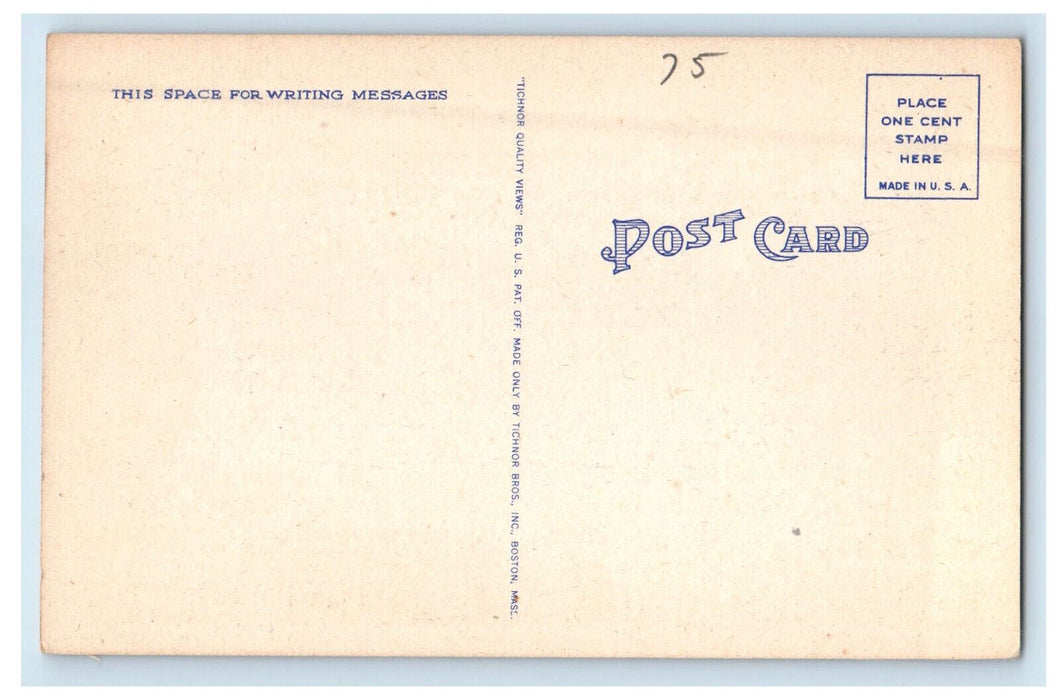 THIS SPACE FOR WRITING MESSAGES
"TICHNOR QUALITY VIEWS" REG. U. S. PAT. OFF. MADE ONLY BY TICHNOR BROS., INC., BOSTON, MASS.
75
PLACE
ONE CENT
STAMP
HERE
MADE IN U. S. A.
POST CARD